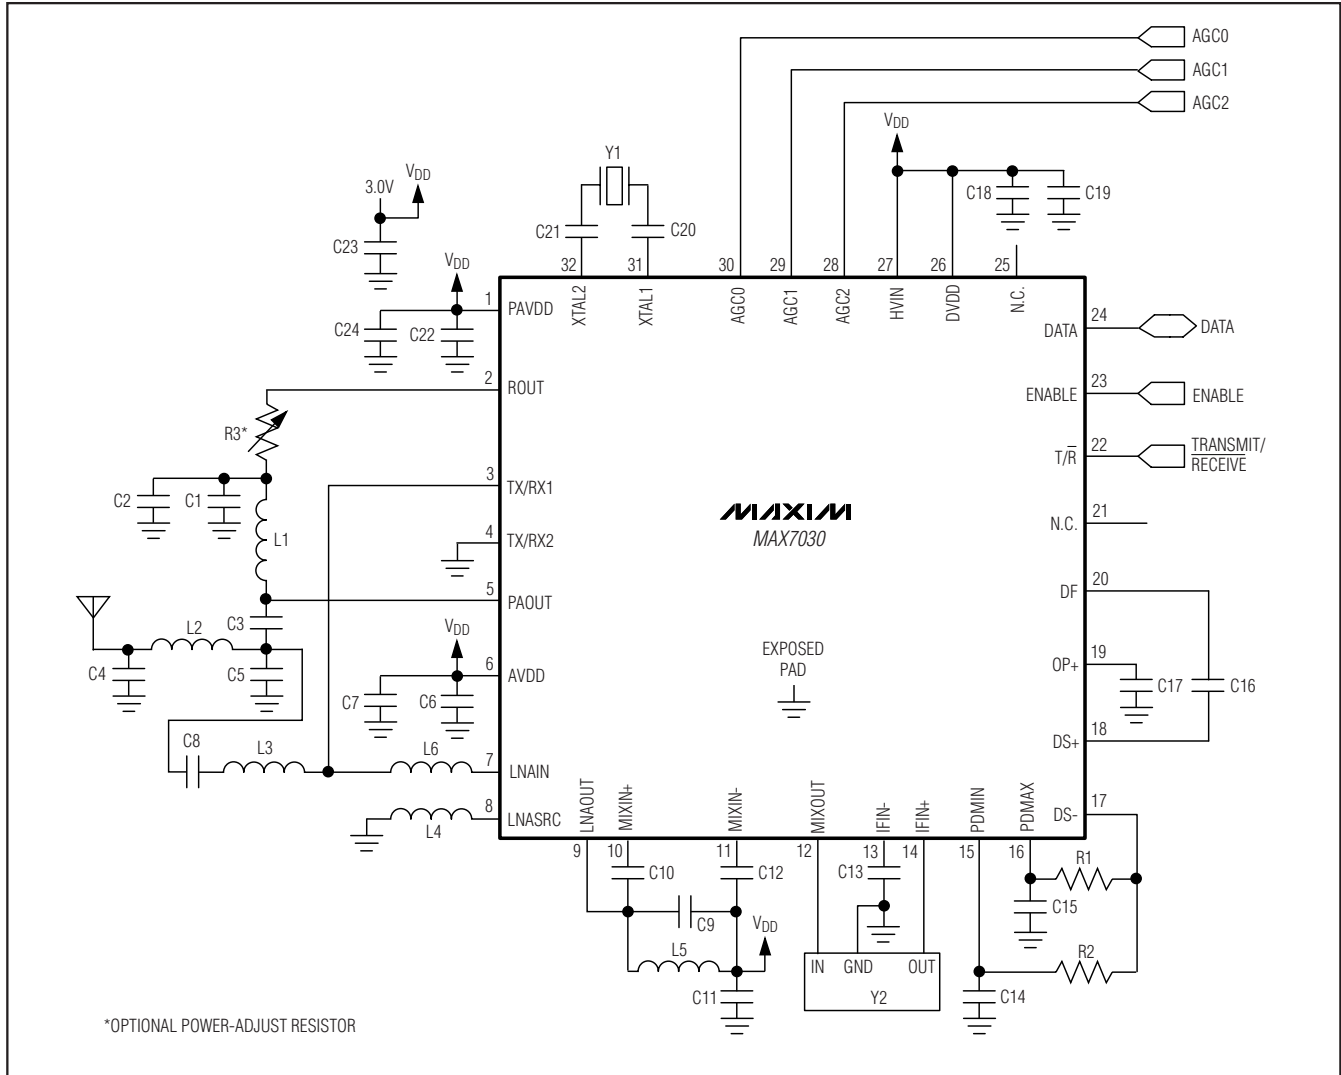 AGC0
AGC1
AGC2
VDD
Y1
VDD
3.0V
C18
C19
C21
C20
C23
VDD
32
31
30
29
28
27
26
25
1
PAVDD
XTAL2
XTAL1
AGC0
AGC1
AGC2
HVIN
DVDD
N.C.
24
DATA
DATA
C24
C22
2
ROUT
23
ENABLE
ENABLE
R3*
22
T/R
TRANSMIT/
RECEIVE
3
TX/RX1
C2
C1
MAXIM
MAX7030
21
N.C.
L1
4
TX/RX2
5
PAOUT
20
DF
C3
L2
VDD
EXPOSED
PAD
19
OP+
C4
C5
6
AVDD
C17
C16
C7
C6
18
DS+
C8
L3
L6
7
LNAIN
LNAOUT
MIXIN+
MIXIN-
MIXOUT
IFIN-
IFIN+
PDMIN
PDMAX
17
DS-
8
LNASRC
L4
9
10
11
12
13
14
15
16
R1
C10
C12
C13
C15
C9
VDD
L5
R2
IN
GND
OUT
C11
Y2
C14
*OPTIONAL POWER-ADJUST RESISTOR